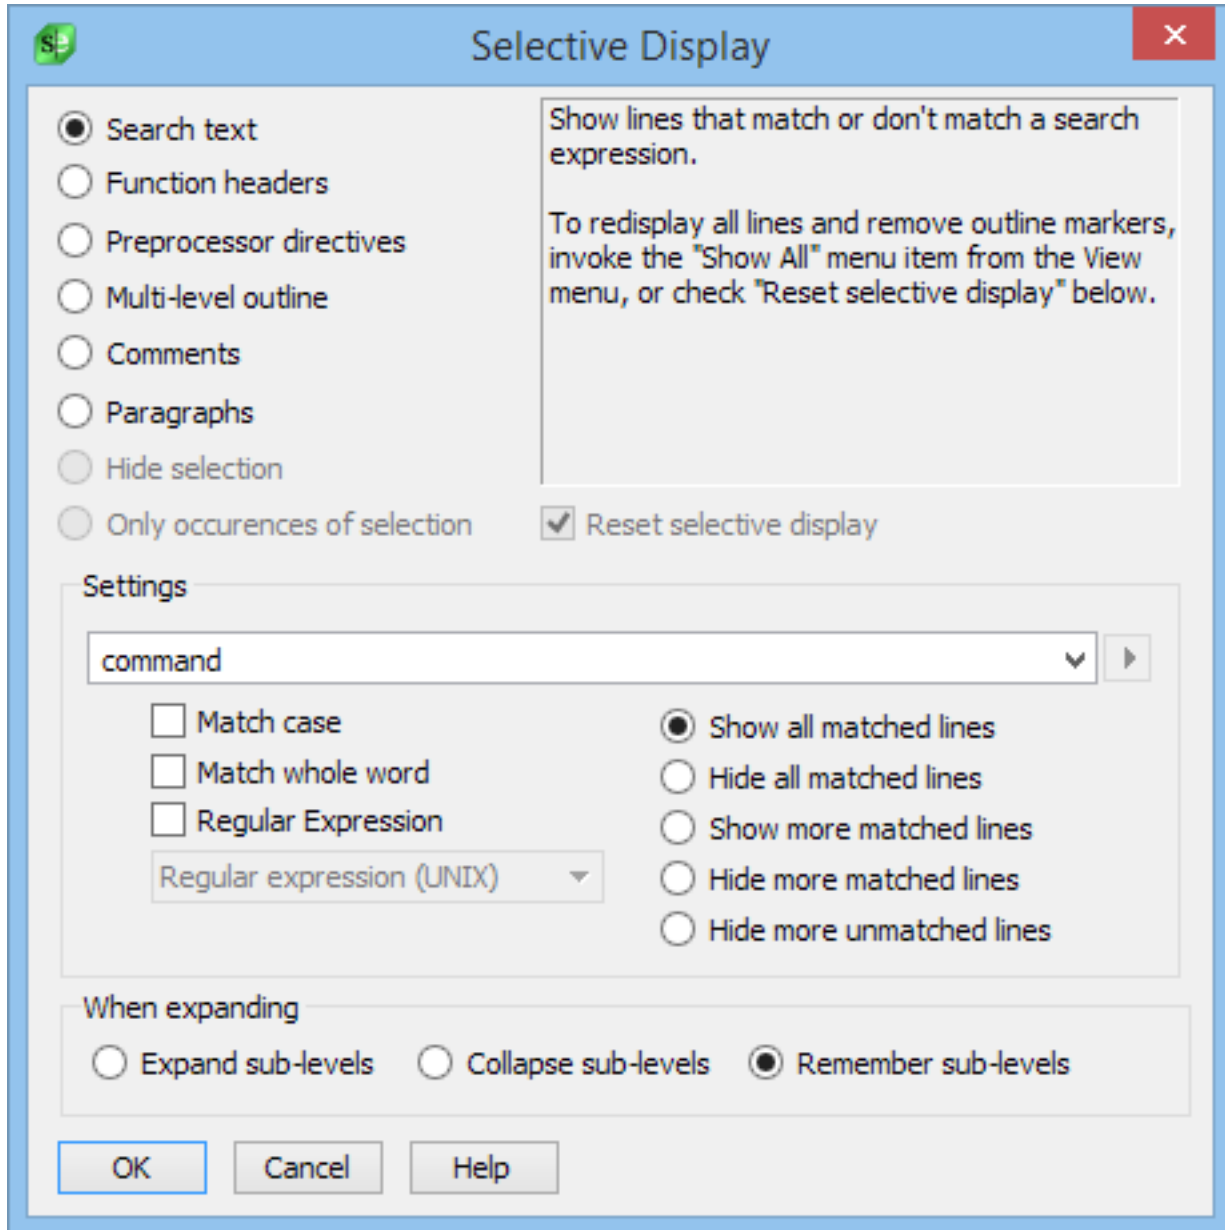 Selective Display
Search text
Function headers
Preprocessor directives
Multi-level outline
Comments
Paragraphs
Hide selection
Only occurences of selection
Show lines that match or don't match a search
expression.
To redisplay all lines and remove outline markers,
invoke the "Show All" menu item from the View
menu, or check "Reset selective display" below.
Reset selective display
Settings
command
Match case
Match whole word
Regular Expression
Regular expression (UNIX)
Show all matched lines
Hide all matched lines
Show more matched lines
Hide more matched lines
Hide more unmatched lines
When expanding
Expand sub-levels Collapse sub-levels Remember sub-levels
OK Cancel Help